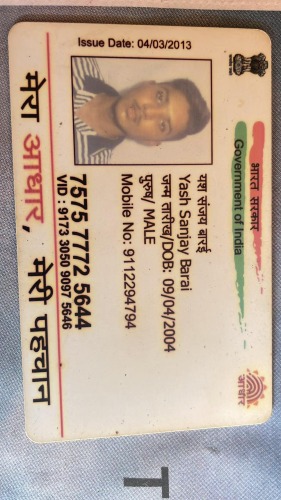 भारत सरकार
Government of India
Issue Date: 04/03/2013
यश संजय बारई
Yash Sanjay Barai
जन्म तारीख/DOB: 09/04/2004
पुरुष/ MALE
Mobile No: 9112294794
7575 7772 5644
VID : 9173 3050 9097 5646
मेरा आधार, मेरी पहचान
आधार
T